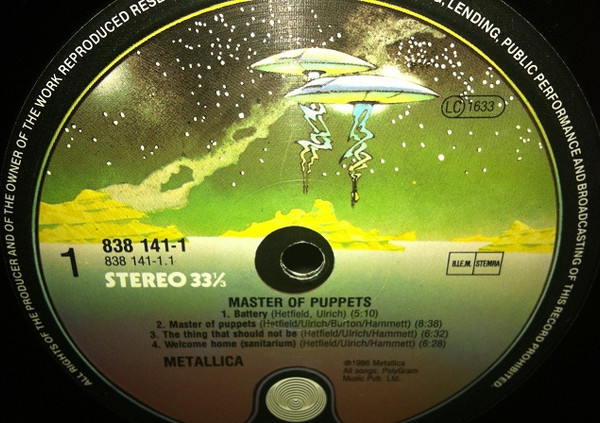 ALL RIGHTS OF THE PRODUCER AND OF THE OWNER OF THE WORK REPRODUCED RESE
, LENDING, PUBLIC PERFORMANCE AND BROADCASTING OF THIS RECORD PROHIBITED.
LC 1633
1
838 141-1
838 141-1.1
STEREO 33⅓
B.I.E.M. STEMRA
MASTER OF PUPPETS
1. Battery (Hetfield, Ulrich) (5:10)
2. Master of puppets (Hetfield/Ulrich/Burton/Hammett) (8:38)
3. The thing that should not be (Hetfield/Ulrich/Hammett) (6:32)
4. Welcome home (sanitarium) (Hetfield/Ulrich/Hammett) (6:28)
METALLICA
℗1986 Metallica
All songs: PolyGram
Music Pub. Ltd.